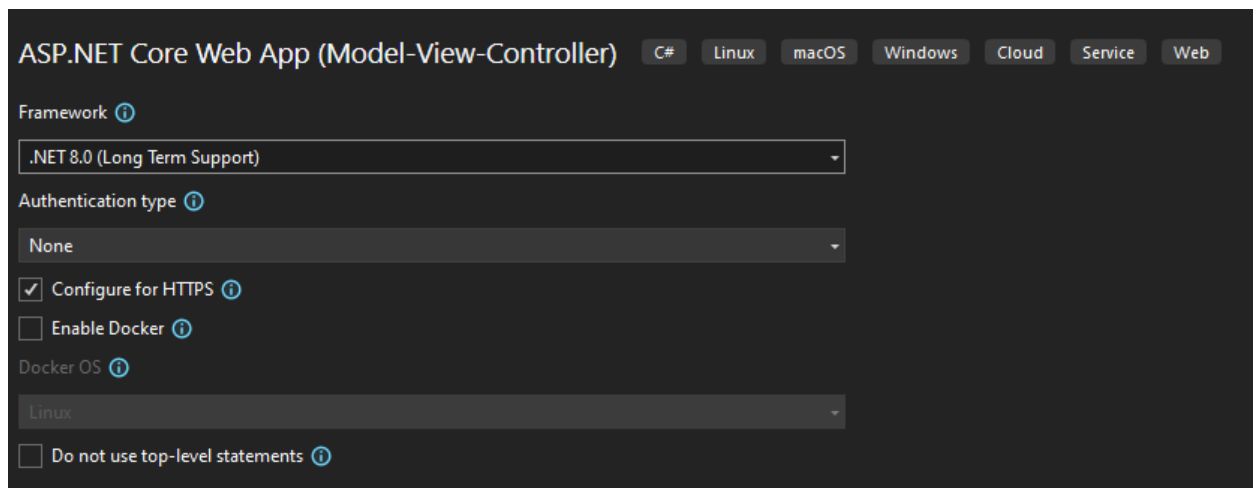 ASP.NET Core Web App (Model-View-Controller) C# Linux macOS Windows Cloud Service Web
Framework
.NET 8.0 (Long Term Support)
Authentication type
None
Configure for HTTPS
Enable Docker
Docker OS
Linux
Do not use top-level statements